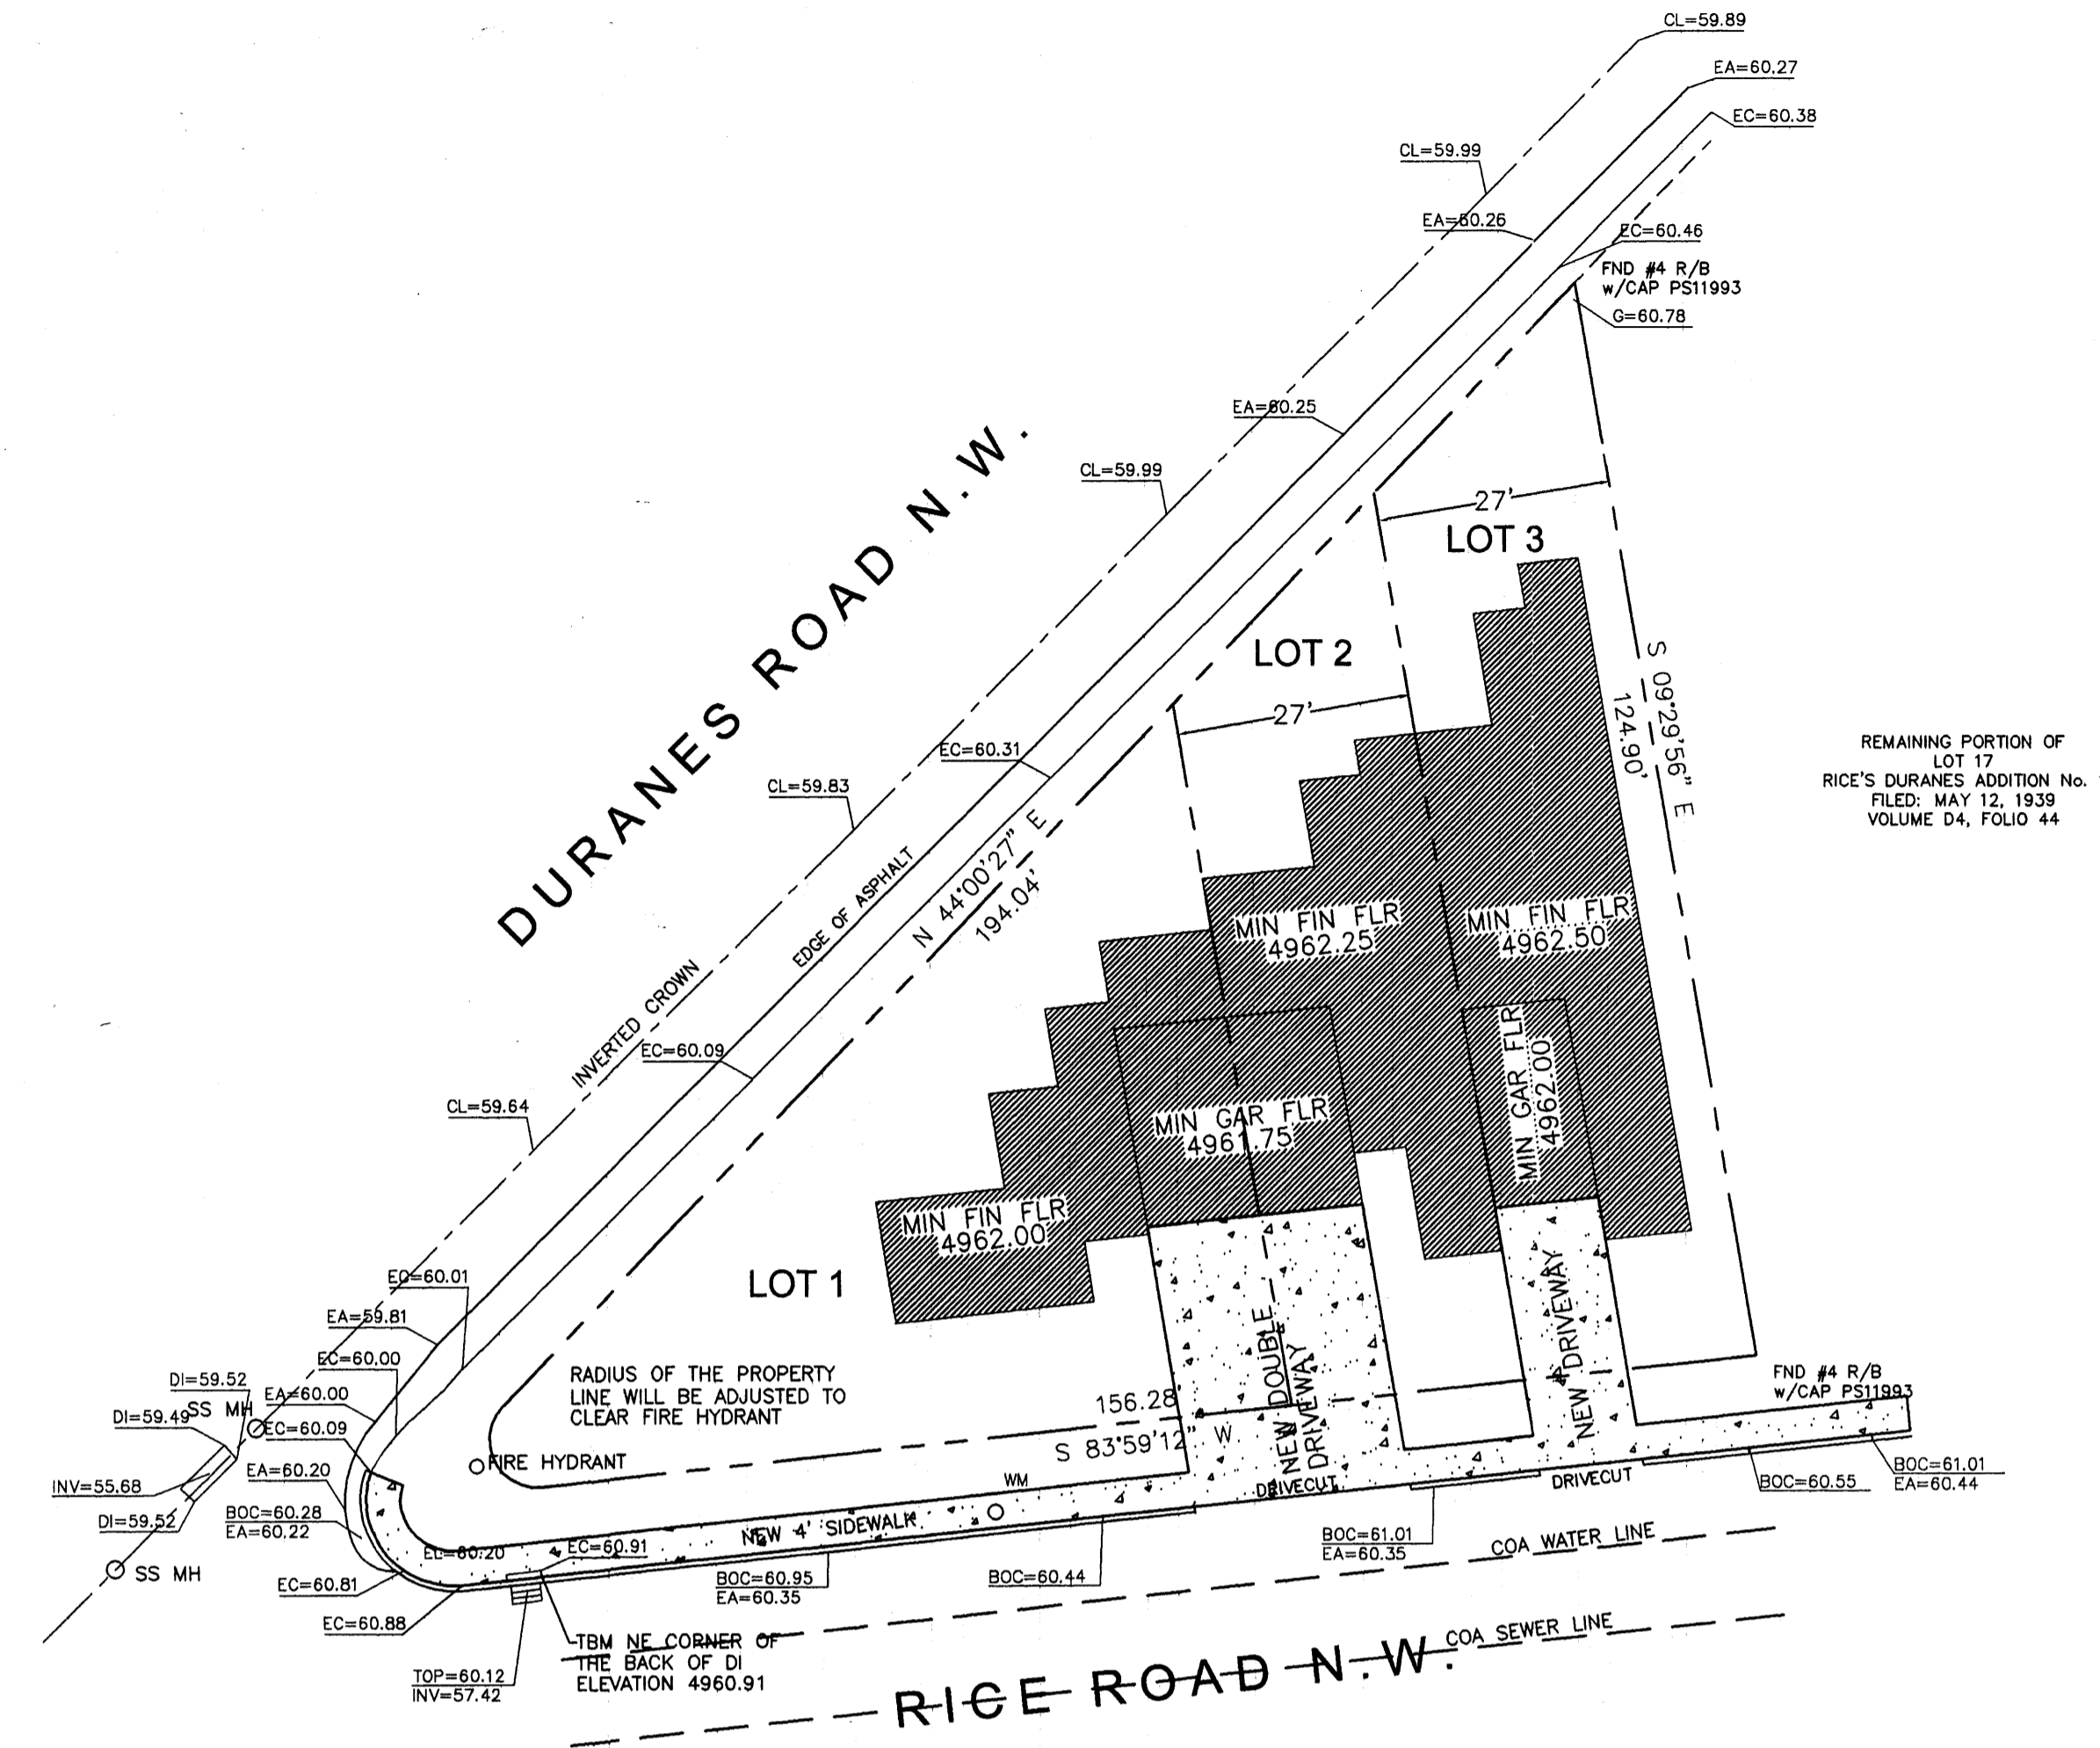 CL=59.89
EA=60.27
EC=60.38
CL=59.99
EA=60.26
EC=60.46
FND #4 R/B
w/CAP PS11993
G=60.78
EA=60.25
CL=59.99
27'
LOT 3
DURANES ROAD N.W.
LOT 2
27'
S 09°29'56" E
124.90'
REMAINING PORTION OF
LOT 17
RICE'S DURANES ADDITION No.
FILED: MAY 12, 1939
VOLUME D4, FOLIO 44
EC=60.31
CL=59.83
EDGE OF ASPHALT
N 44°00'27" E
194.04'
MIN FIN FLR
4962.25
MIN FIN FLR
4962.50
INVERTED CROWN
EC=60.09
CL=59.64
MIN GAR FLR
4961.75
MIN GAR FLR
4962.00
MIN FIN FLR
4962.00
LOT 1
EC=60.01
EA=59.81
EC=60.00
DI=59.52
EA=60.00
DI=59.49
SS MH
EC=60.09
RADIUS OF THE PROPERTY
LINE WILL BE ADJUSTED TO
CLEAR FIRE HYDRANT
FIRE HYDRANT
156.28'
S 83°59'12" W
NEW DOUBLE
DRIVEWAY
NEW DRIVEWAY
FND #4 R/B
w/CAP PS11993
INV=55.68
EA=60.20
DI=59.52
BOC=60.28
EA=60.22
SS MH
WM
DRIVECUT
DRIVECUT
BOC=60.55
BOC=61.01
EA=60.44
NEW 4' SIDEWALK
EL=60.20
EC=60.91
EC=60.81
EC=60.88
BOC=60.95
EA=60.35
BOC=60.44
BOC=61.01
EA=60.35
COA WATER LINE
TBM NE CORNER OF
THE BACK OF DI
ELEVATION 4960.91
TOP=60.12
INV=57.42
COA SEWER LINE
RICE ROAD N.W.